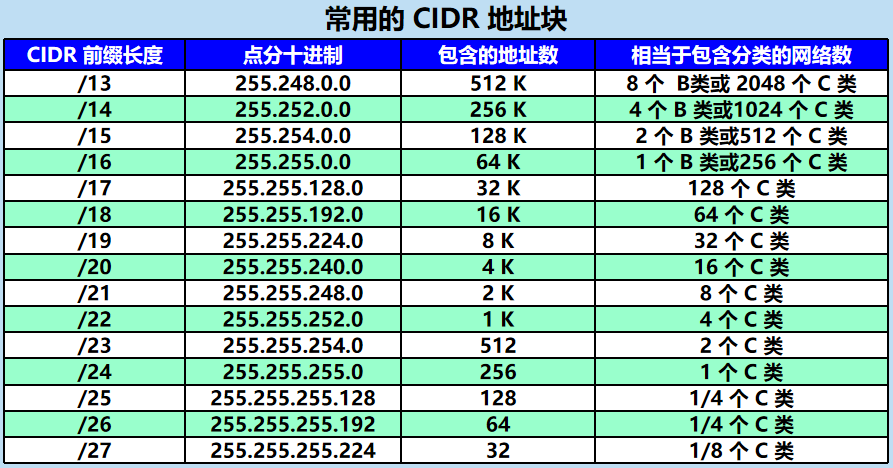 常用的 CIDR 地址块
CIDR 前缀长度 点分十进制 包含的地址数 相当于包含分类的网络数
/13 255.248.0.0 512 K 8 个 B类或 2048 个 C 类
/14 255.252.0.0 256 K 4 个 B 类或1024 个 C 类
/15 255.254.0.0 128 K 2 个 B 类或512 个 C 类
/16 255.255.0.0 64 K 1 个 B 类或256 个 C 类
/17 255.255.128.0 32 K 128 个 C 类
/18 255.255.192.0 16 K 64 个 C 类
/19 255.255.224.0 8 K 32 个 C 类
/20 255.255.240.0 4 K 16 个 C 类
/21 255.255.248.0 2 K 8 个 C 类
/22 255.255.252.0 1 K 4 个 C 类
/23 255.255.254.0 512 2 个 C 类
/24 255.255.255.0 256 1 个 C 类
/25 255.255.255.128 128 1/4 个 C 类
/26 255.255.255.192 64 1/4 个 C 类
/27 255.255.255.224 32 1/8 个 C 类